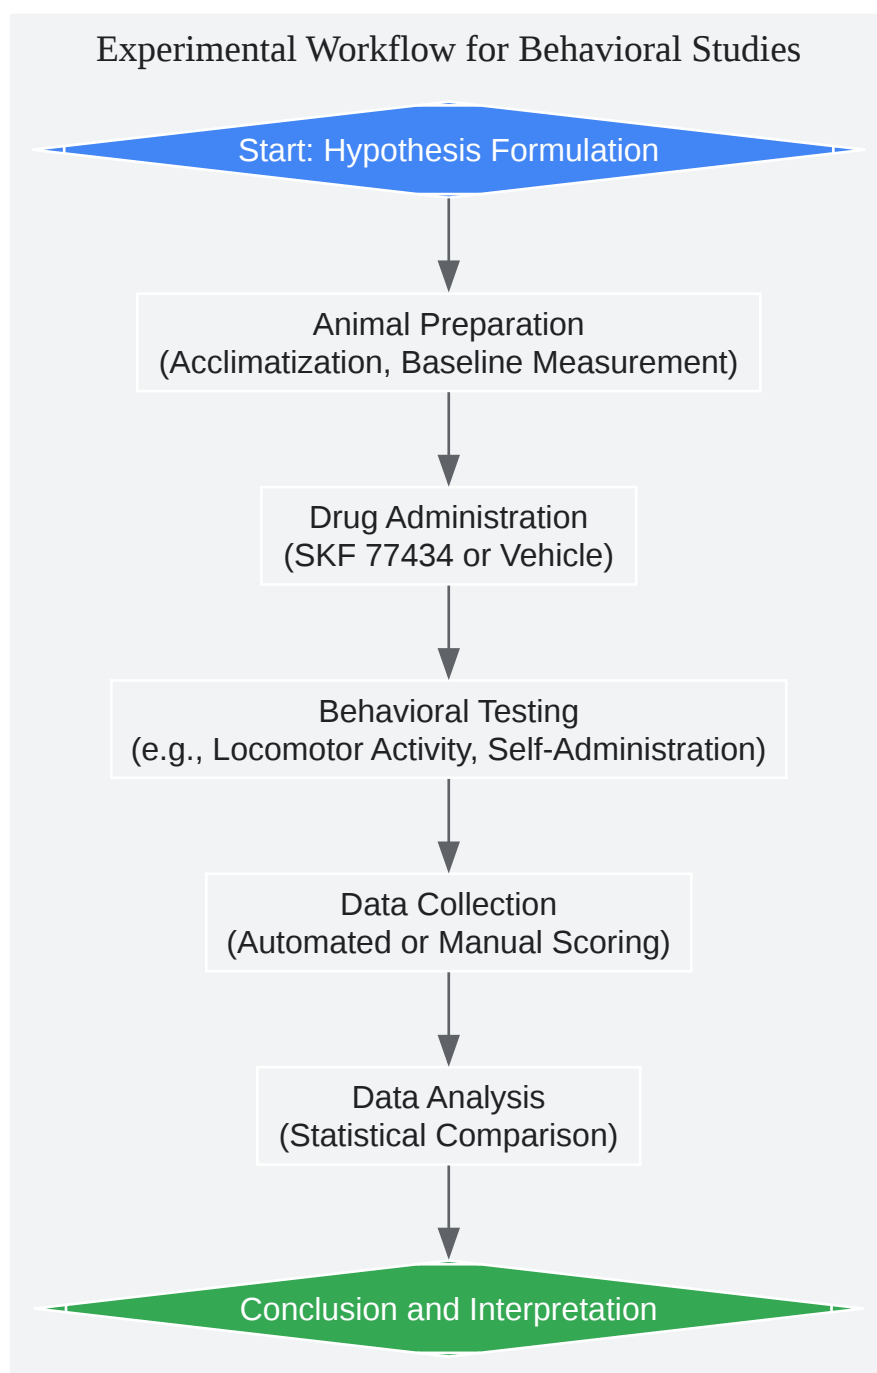 Experimental Workflow for Behavioral Studies
Start: Hypothesis Formulation
Animal Preparation
(Acclimatization, Baseline Measurement)
Drug Administration
(SKF 77434 or Vehicle)
Behavioral Testing
(e.g., Locomotor Activity, Self-Administration)
Data Collection
(Automated or Manual Scoring)
Data Analysis
(Statistical Comparison)
Conclusion and Interpretation